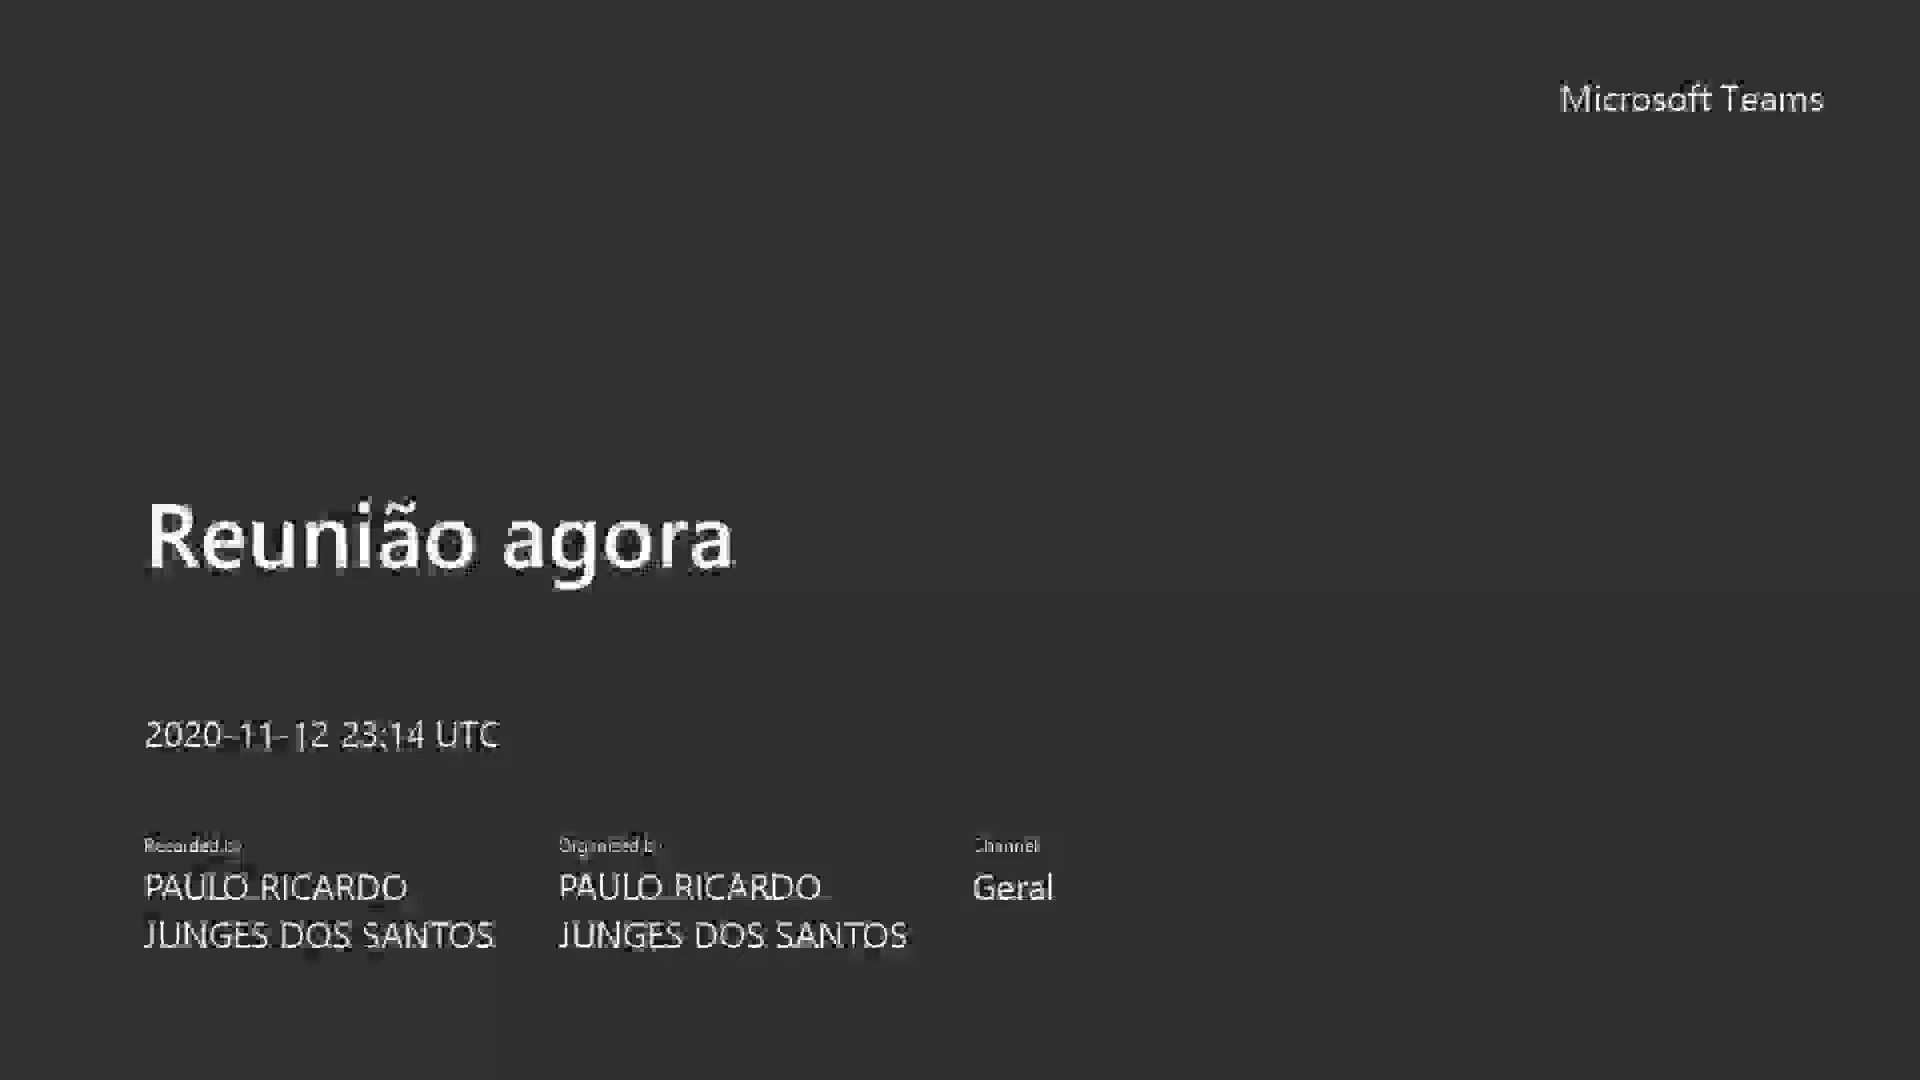 Microsoft Teams
Reunião agora
2020-11-12 23:14 UTC
Recorded by
Organized by
Channel
PAULO RICARDO
JUNGES DOS SANTOS
PAULO RICARDO
JUNGES DOS SANTOS
Geral